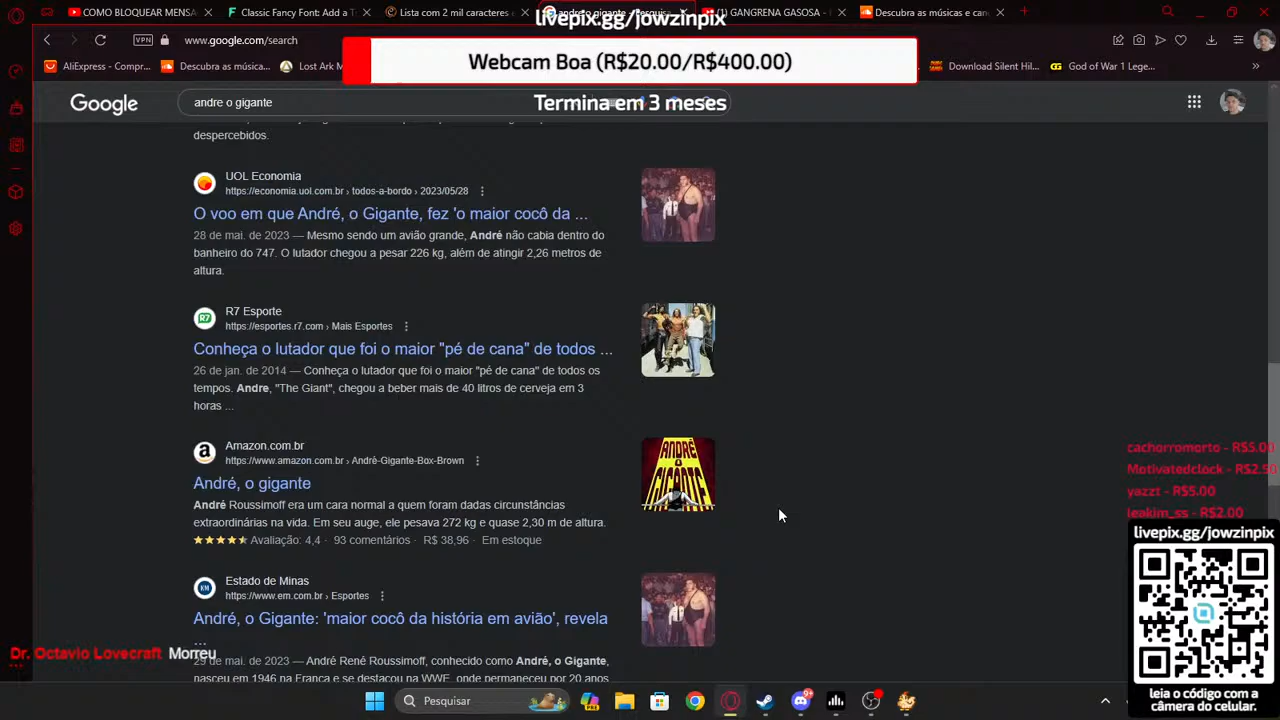 COMO BLOQUEAR MENSA
Classic Fancy Font: Add a T
Lista com 2 mil caracteres
GANGRENA GASOSA -
Descubra as músicas e
livepix.gg/jowzinpix
VPN
www.google.com/search
Webcam Boa (R$20.00/R$400.00)
AliExpress - Compr...
Descubra as música...
Lost Ark M
Download Silent Hil...
God of War 1 Lege...
Google
andre o gigante
Termina em 3 meses
despercebidos.
UOL Economia
https://economia.uol.com.br › todos-a-bordo › 2023/05/28
O voo em que André, o Gigante, fez 'o maior cocô da ...
28 de mai. de 2023 — Mesmo sendo um avião grande, André não cabia dentro do
banheiro do 747. O lutador chegou a pesar 226 kg, além de atingir 2,26 metros de
altura.
R7 Esporte
https://esportes.r7.com › Mais Esportes
Conheça o lutador que foi o maior "pé de cana" de todos ...
26 de jan. de 2014 — Conheça o lutador que foi o maior "pé de cana" de todos os
tempos. Andre, "The Giant", chegou a beber mais de 40 litros de cerveja em 3
horas ...
Amazon.com.br
https://www.amazon.com.br › André-Gigante-Box-Brown
André, o gigante
André Roussimoff era um cara normal a quem foram dadas circunstâncias
extraordinárias na vida. Em seu auge, ele pesava 272 kg e quase 2,30 m de altura.
Avaliação: 4,4 · 93 comentários · R$ 38,96 · Em estoque
ANDRÉ
O
GIGANTE
Estado de Minas
https://www.em.com.br › Esportes
André, o Gigante: 'maior cocô da história em avião', revela
...
29 de mai. de 2023 — André René Roussimoff, conhecido como André, o Gigante,
nasceu em 1946 na França e se destacou na WWE, onde permaneceu por 20 anos
Dr. Octavio Lovecraft Morreu
cachorromorto - R$5.00
Motivatedclock - R$2.50
yazzt - R$5.00
leakim_ss - R$2.00
livepix.gg/jowzinpix
leia o código com a
câmera do celular.
Pesquisar